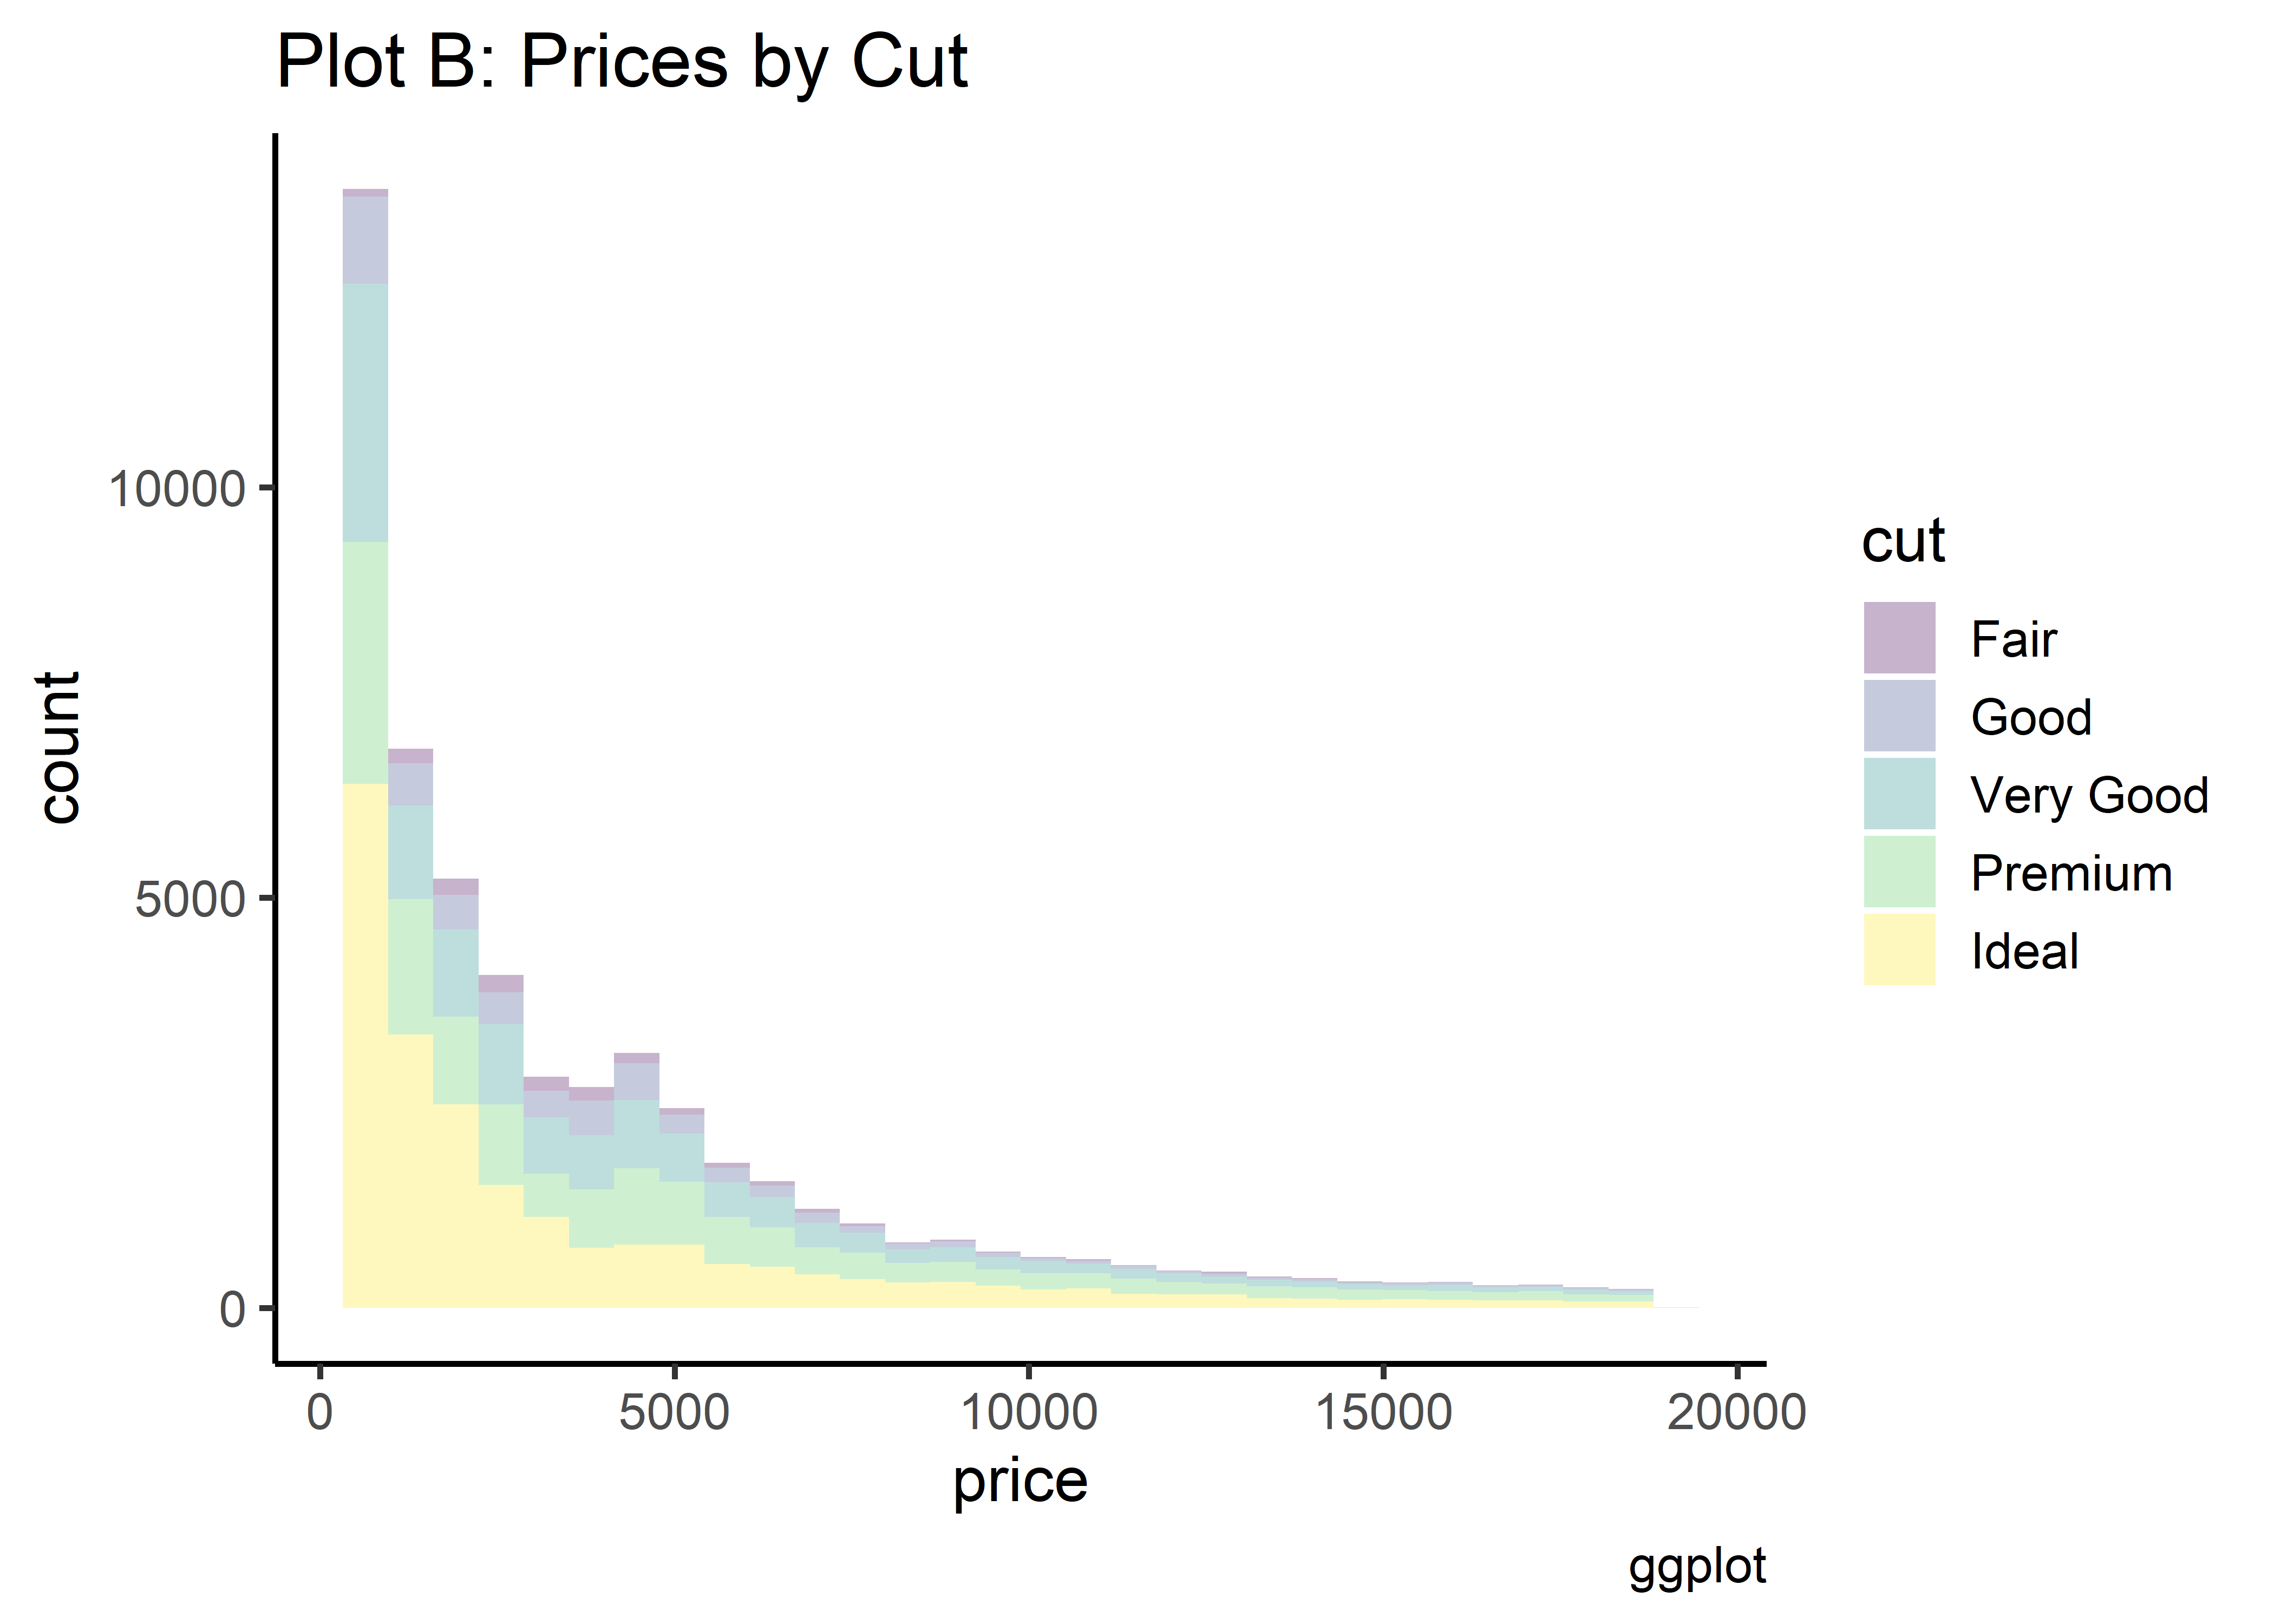 Plot B: Prices by Cut
count
10000
5000
0
0 5000 10000 15000 20000
price
cut
Fair
Good
Very Good
Premium
Ideal
ggplot